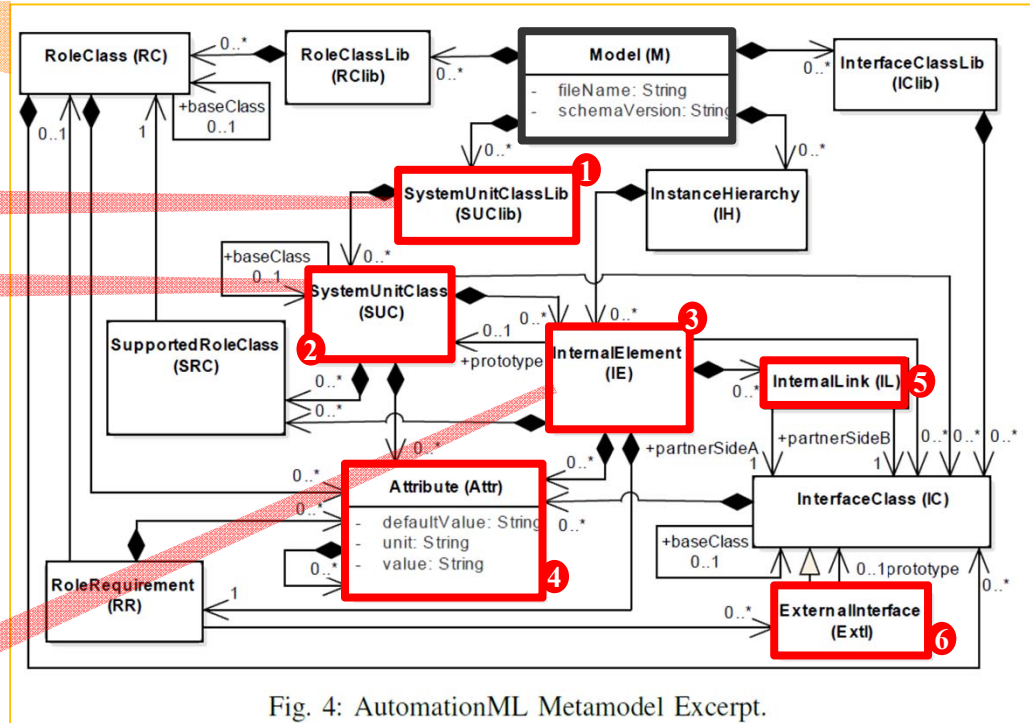 RoleClass (RC)
0..*
RoleClassLib
(RClib)
0..*
Model (M)
- fileName: String
- schemaVersion: String
0..*
InterfaceClassLib
(IClib)
+baseClass
0..1
0..1
1
0..*
0..*
1
SystemUnitClassLib
(SUClib)
InstanceHierarchy
(IH)
+baseClass
0..1
0..*
SystemUnitClass
(SUC)
2
0..*
0..*
3
0..1
+prototype
InternalElement
(IE)
SupportedRoleClass
(SRC)
0..*
0..*
0..*
InternalLink (IL)
5
+partnerSideA
+partnerSideB
0..*
0..*
0..*
0..*
0..*
1
1
Attribute (Attr)
- defaultValue: String
- unit: String
- value: String
4
0..*
0..*
0..*
InterfaceClass (IC)
+baseClass
0..1
0..1
prototype
0..*
RoleRequirement
(RR)
1
0..*
ExternalInterface
(ExtI)
6
Fig. 4: AutomationML Metamodel Excerpt.